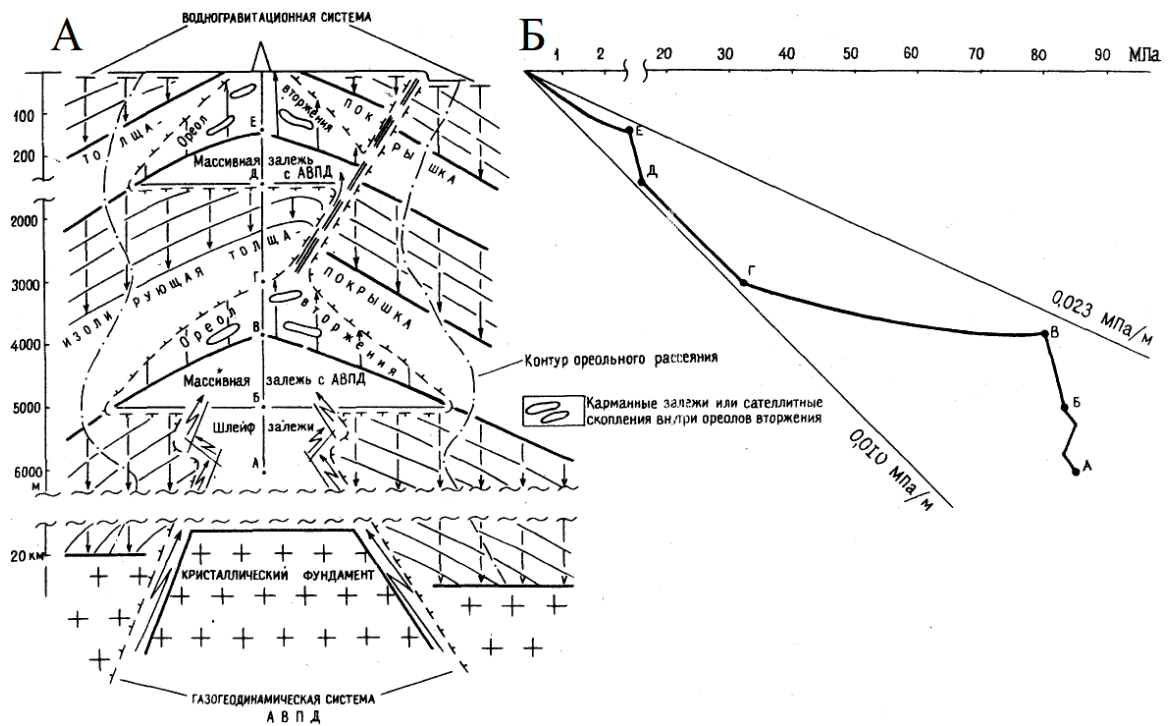 А
Б
ВОДНОГРАВИТАЦИОННАЯ СИСТЕМА
1 2 20 30 40 50 60 70 80 90 МПа
100
200
2000
3000
4000
5000
6000
м
20 км
ТОЛЩА-
ПОКРЫШКА
Ореол
вторжения
Е
Массивная залежь
с АВПД
Д
ИЗОЛИРУЮЩАЯ ТОЛЩА-
ПОКРЫШКА
Г
Ореол
вторжения
В
Массивная залежь с АВПД
Б
Шлейф залежи
А
КРИСТАЛЛИЧЕСКИЙ ФУНДАМЕНТ
ГАЗОГЕОДИНАМИЧЕСКАЯ СИСТЕМА
АВПД
Контур ореольного рассеяния
Карманные залежи или сателлитные
скопления внутри ореолов вторжения
Е
Д
Г
В
Б
А
0,023 МПа/м
0,010 МПа/м